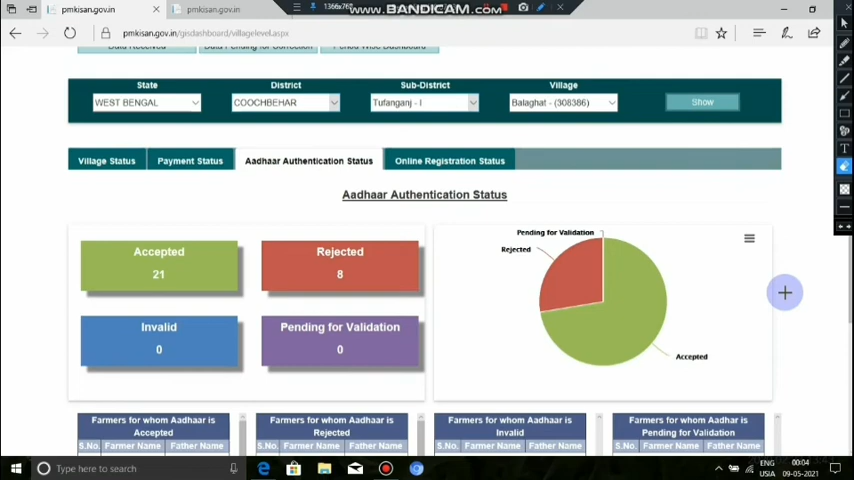 pmkisan.gov.in
pmkisan.gov.in
1366x768
www.BANDICAM.com
pmkisan.gov.in/gisdashboard/villagelevel.aspx
Data Received
Data Pending for Correction
Period Wise Dashboard
State
District
Sub-District
Village
WEST BENGAL
COOCHBEHAR
Tufanganj - I
Balaghat - (308386)
Show
Village Status
Payment Status
Aadhaar Authentication Status
Online Registration Status
Aadhaar Authentication Status
Accepted
21
Rejected
8
Invalid
0
Pending for Validation
0
Pending for Validation
Rejected
Accepted
Farmers for whom Aadhaar is
Accepted
S.No. Farmer Name Father Name
Farmers for whom Aadhaar is
Rejected
S.No. Farmer Name Father Name
Farmers for whom Aadhaar is
Invalid
S.No. Farmer Name Father Name
Farmers for whom Aadhaar is
Pending for Validation
S.No. Farmer Name Father Name
Type here to search
ENG
USIA
00:04
09-05-2021